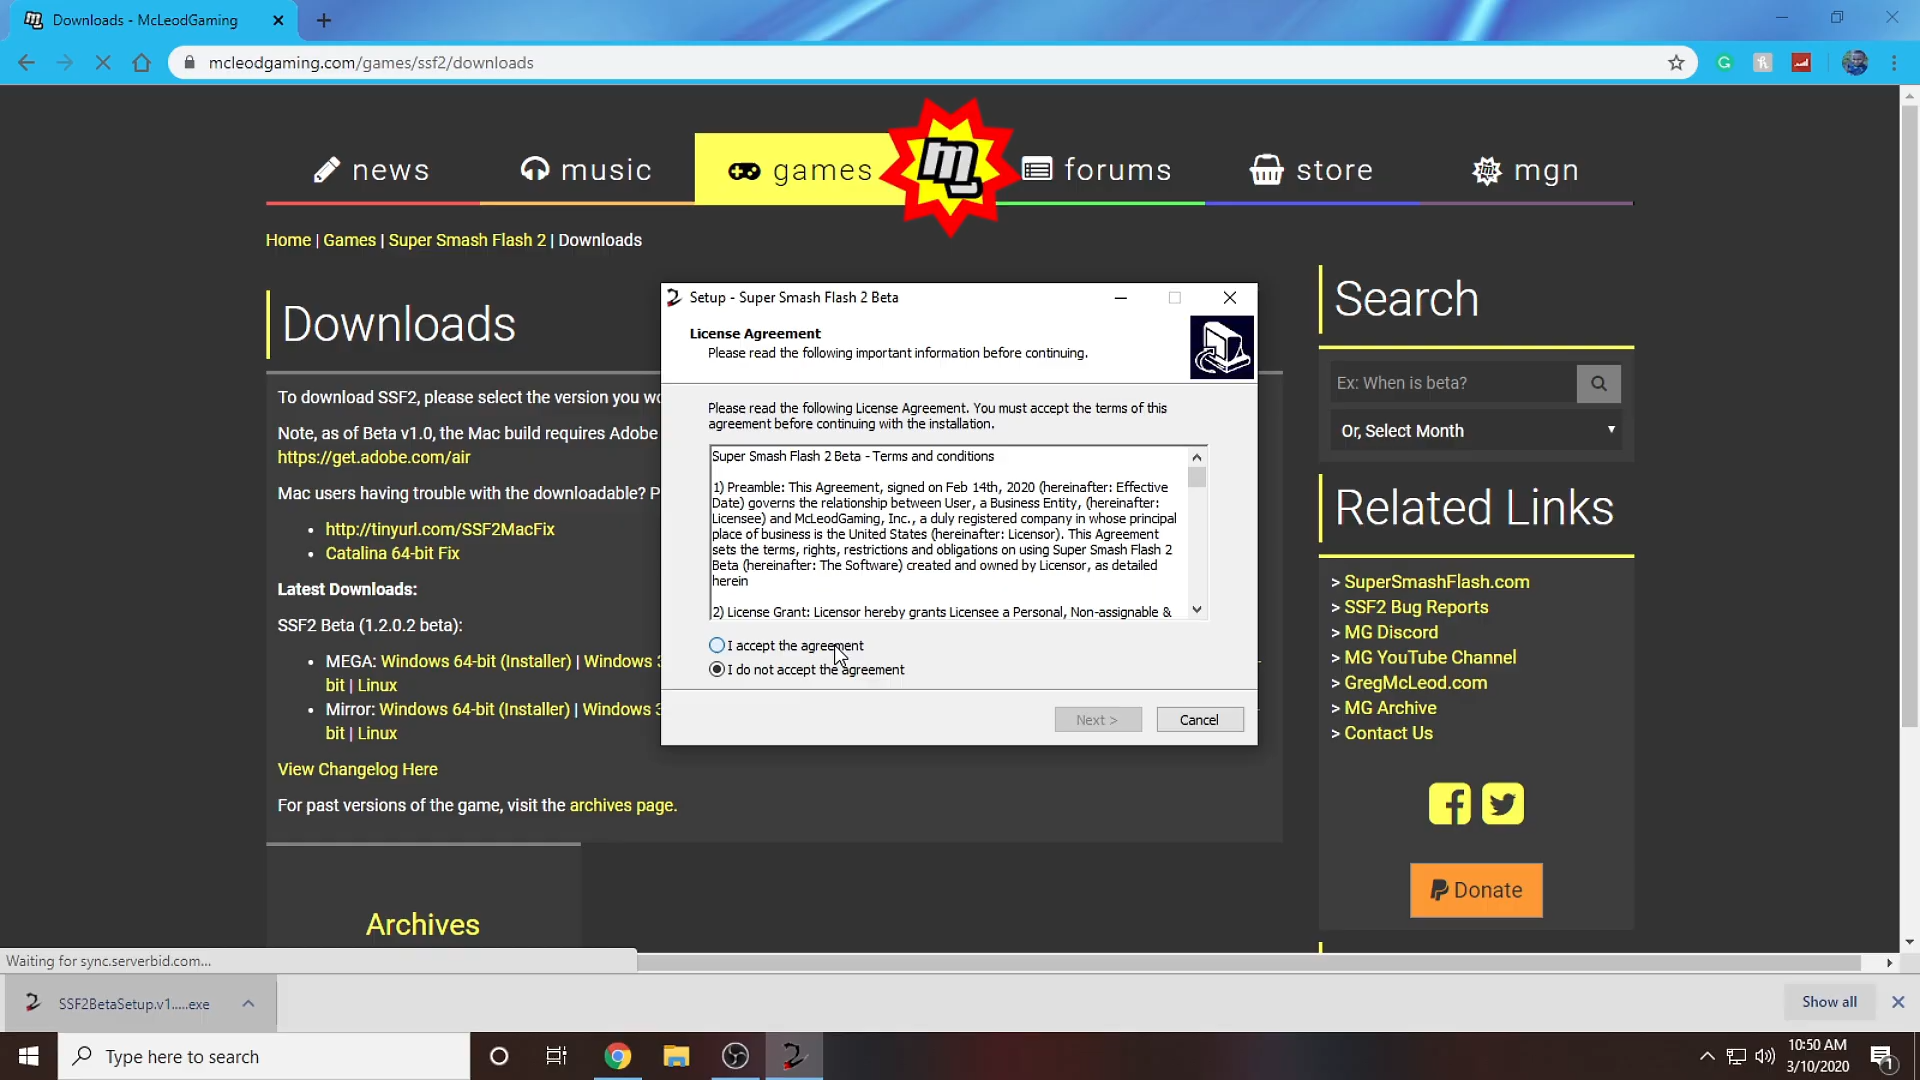 Downloads - McLeodGaming
mcleodgaming.com/games/ssf2/downloads
news
music
games
forums
store
mgn
Home | Games | Super Smash Flash 2 | Downloads
Downloads
To download SSF2, please select the version you wo
Note, as of Beta v1.0, the Mac build requires Adobe
https://get.adobe.com/air
Mac users having trouble with the downloadable? P
http://tinyurl.com/SSF2MacFix
Catalina 64-bit Fix
Latest Downloads:
SSF2 Beta (1.2.0.2 beta):
MEGA: Windows 64-bit (Installer) | Windows 3
bit | Linux
Mirror: Windows 64-bit (Installer) | Windows 3
bit | Linux
View Changelog Here
For past versions of the game, visit the archives page.
Archives
Setup - Super Smash Flash 2 Beta
License Agreement
Please read the following important information before continuing.
Please read the following License Agreement. You must accept the terms of this
agreement before continuing with the installation.
Super Smash Flash 2 Beta - Terms and conditions
1) Preamble: This Agreement, signed on Feb 14th, 2020 (hereinafter: Effective
Date) governs the relationship between User, a Business Entity, (hereinafter:
Licensee) and McLeodGaming, Inc., a duly registered company in whose principal
place of business is the United States (hereinafter: Licensor). This Agreement
sets the terms, rights, restrictions and obligations on using Super Smash Flash 2
Beta (hereinafter: The Software) created and owned by Licensor, as detailed
herein
2) License Grant: Licensor hereby grants Licensee a Personal, Non-assignable &
I accept the agreement
I do not accept the agreement
Next >
Cancel
Search
Ex: When is beta?
Or, Select Month
Related Links
> SuperSmashFlash.com
> SSF2 Bug Reports
> MG Discord
> MG YouTube Channel
> GregMcLeod.com
> MG Archive
> Contact Us
Donate
Waiting for sync.serverbid.com...
SSF2BetaSetup.v1.....exe
Show all
Type here to search
10:50 AM
3/10/2020
1